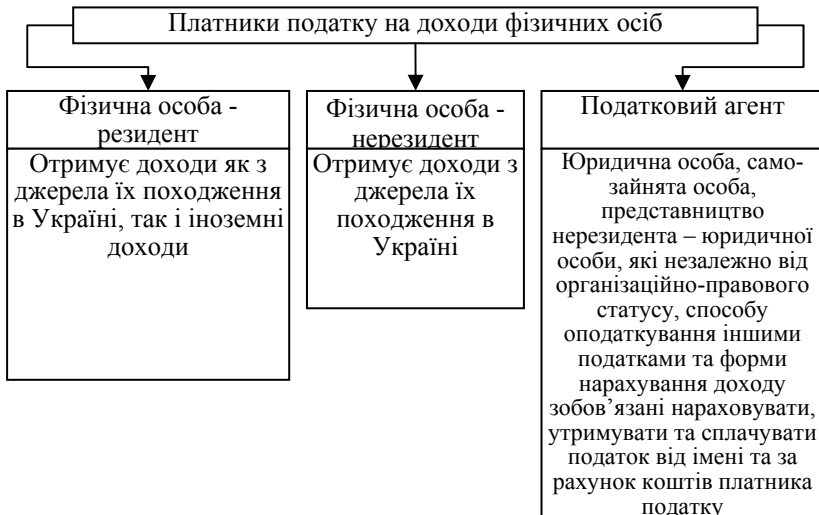 Платники податку на доходи фізичних осіб
Фізична особа -
резидент
Отримує доходи як з
джерела їх походження
в Україні, так і іноземні
доходи
Фізична особа -
нерезидент
Отримує доходи з
джерела їх
походження в
Україні
Податковий агент
Юридична особа, само-
зайнята особа,
представництво
нерезидента – юридичної
особи, які незалежно від
організаційно-правового
статусу, способу
оподаткування іншими
податками та форми
нарахування доходу
зобов’язані нараховувати,
утримувати та сплачувати
податок від імені та за
рахунок коштів платника
податку